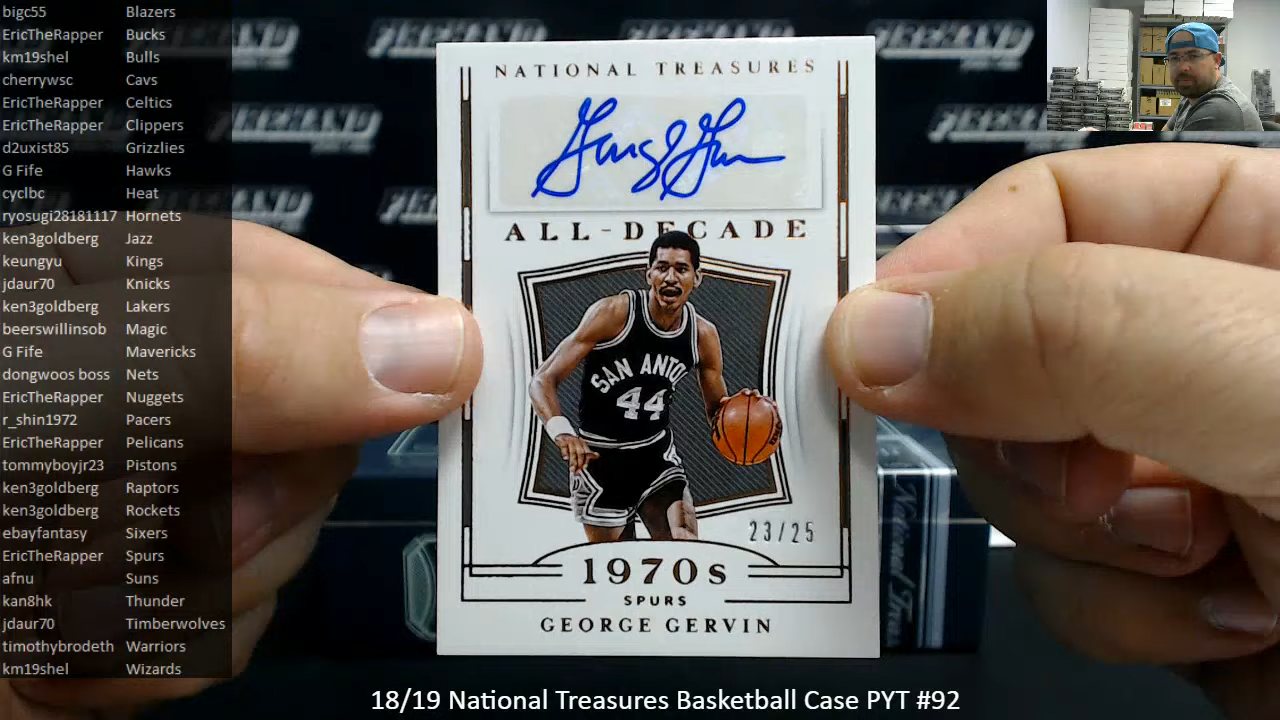 bigc55 Blazers
EricTheRapper Bucks
km19shel Bulls
cherrywsc Cavs
EricTheRapper Celtics
EricTheRapper Clippers
d2uxist85 Grizzlies
G Fife Hawks
cyclbc Heat
ryosugi28181117 Hornets
ken3goldberg Jazz
keungyu Kings
jdaur70 Knicks
ken3goldberg Lakers
beerswillinsob Magic
G Fife Mavericks
dongwoos boss Nets
EricTheRapper Nuggets
r_shin1972 Pacers
EricTheRapper Pelicans
tommyboyjr23 Pistons
ken3goldberg Raptors
ken3goldberg Rockets
ebayfantasy Sixers
EricTheRapper Spurs
afnu Suns
kan8hk Thunder
jdaur70 Timberwolves
timothybrodeth Warriors
km19shel Wizards
NATIONAL TREASURES
ALL-DECADE
SAN ANTO
44
23/25
1970s
SPURS
GEORGE GERVIN
National Treas
18/19 National Treasures Basketball Case PYT #92